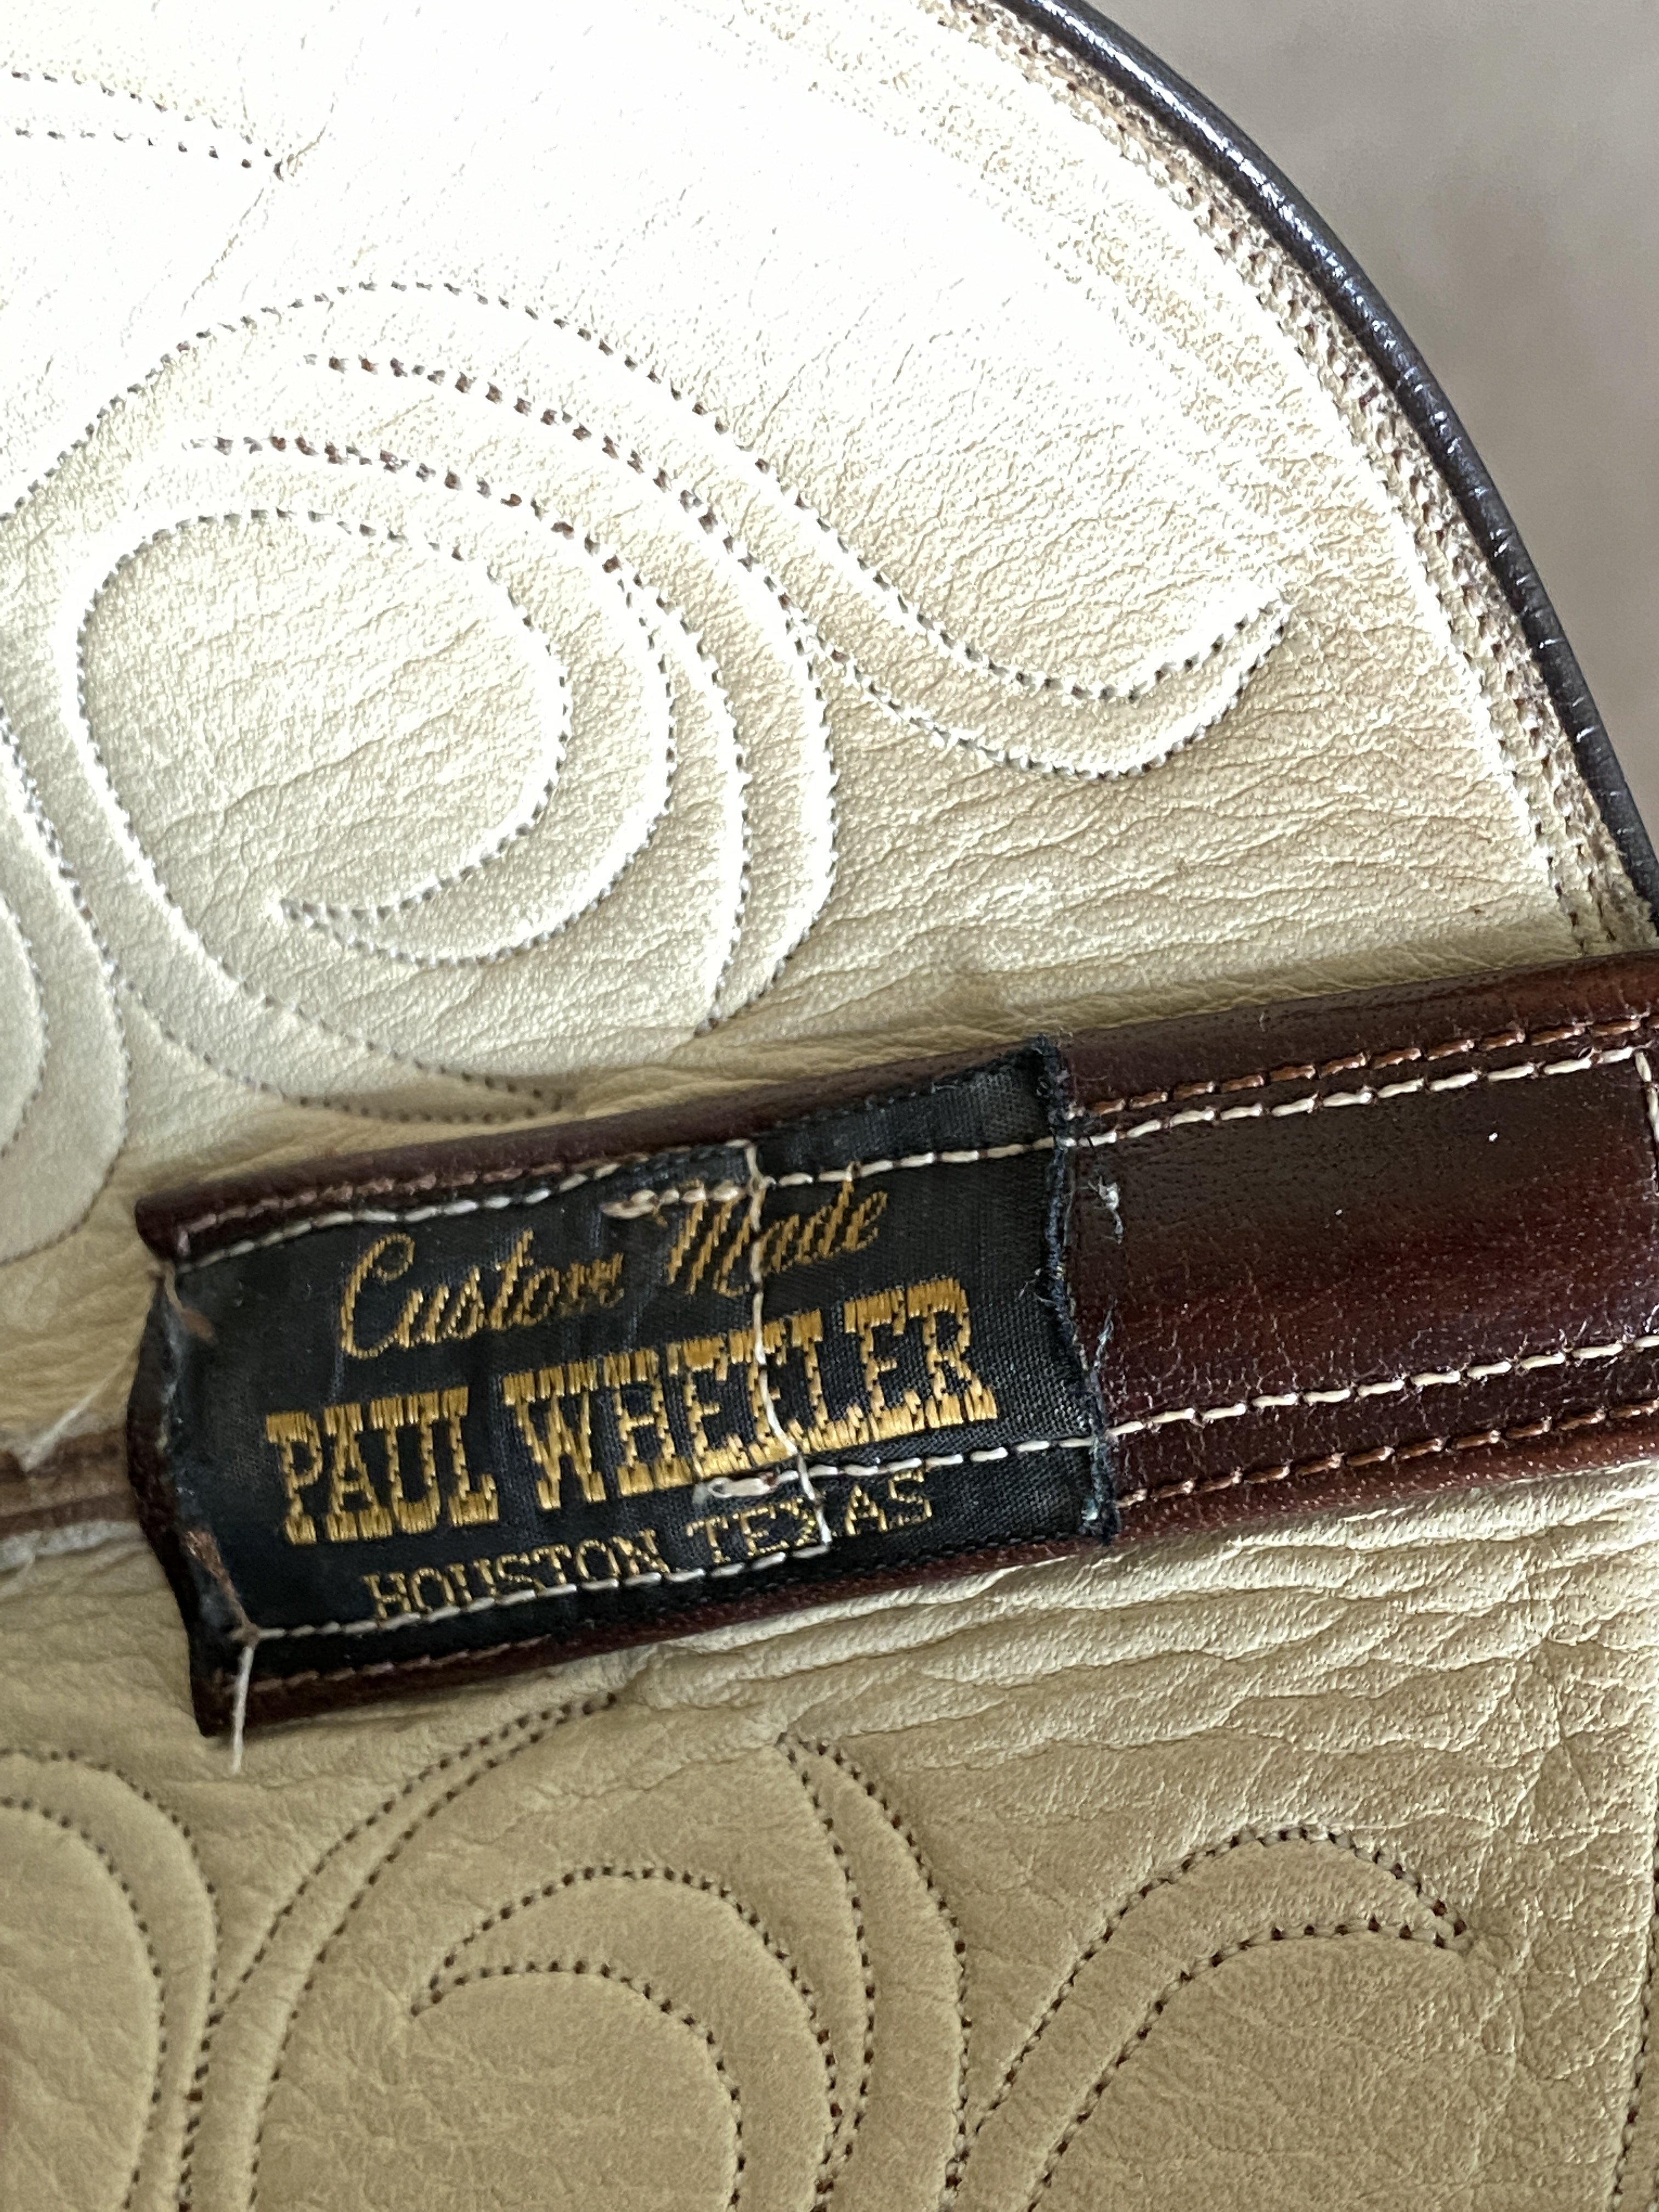 Custom Made
PAUL WHEELER
HOUSTON TEXAS